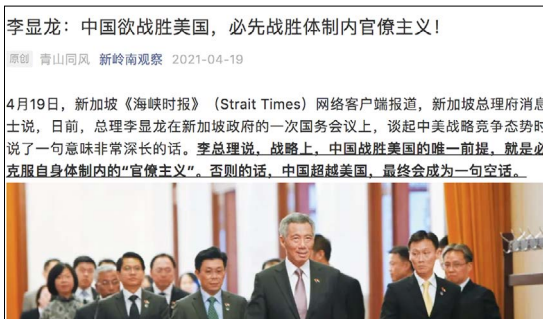 李显龙：中国欲战胜美国，必先战胜体制内官僚主义！
原创 青山同风 新岭南观察 2021-04-19
4月19日，新加坡《海峡时报》（Strait Times）网络客户端报道，新加坡总理府消息
士说，日前，总理李显龙在新加坡政府的一次国务会议上，谈起中美战略竞争态势时
说了一句意味非常深长的话。李总理说，战略上，中国战胜美国的唯一前提，就是必
克服自身体制内的“官僚主义”。否则的话，中国超越美国，最终会成为一句空话。